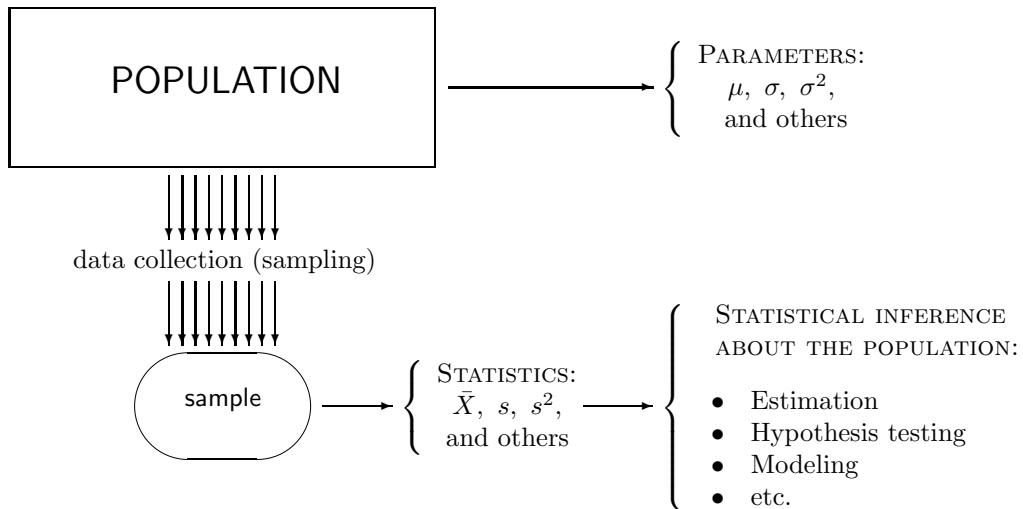 POPULATION
PARAMETERS:
μ, σ, σ²,
and others
data collection (sampling)
sample
STATISTICS:
X̄, s, s²,
and others
STATISTICAL INFERENCE
ABOUT THE POPULATION:
• Estimation
• Hypothesis testing
• Modeling
• etc.